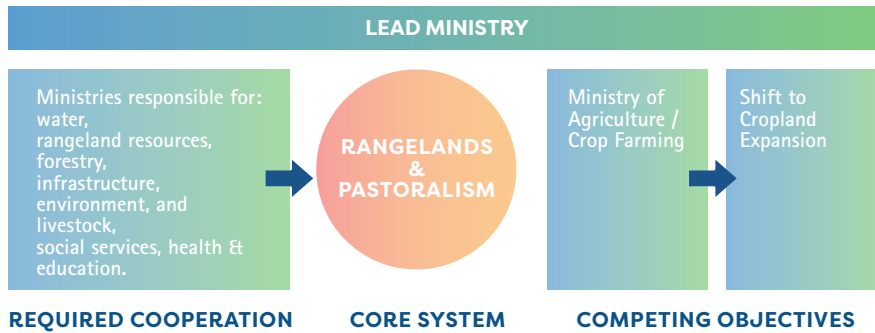 LEAD MINISTRY
Ministries responsible for:
water,
rangeland resources,
forestry,
infrastructure,
environment, and
livestock,
social services, health &
education.
RANGELANDS
&
PASTORALISM
Ministry of
Agriculture /
Crop Farming
Shift to
Cropland
Expansion
REQUIRED COOPERATION
CORE SYSTEM
COMPETING OBJECTIVES